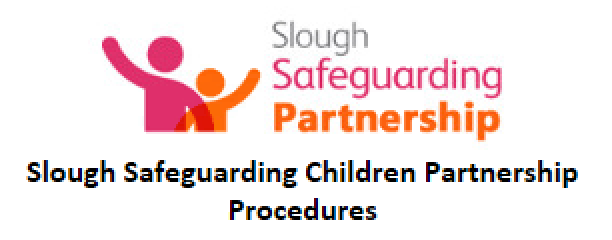 Slough
Safeguarding
Partnership
Slough Safeguarding Children Partnership
Procedures